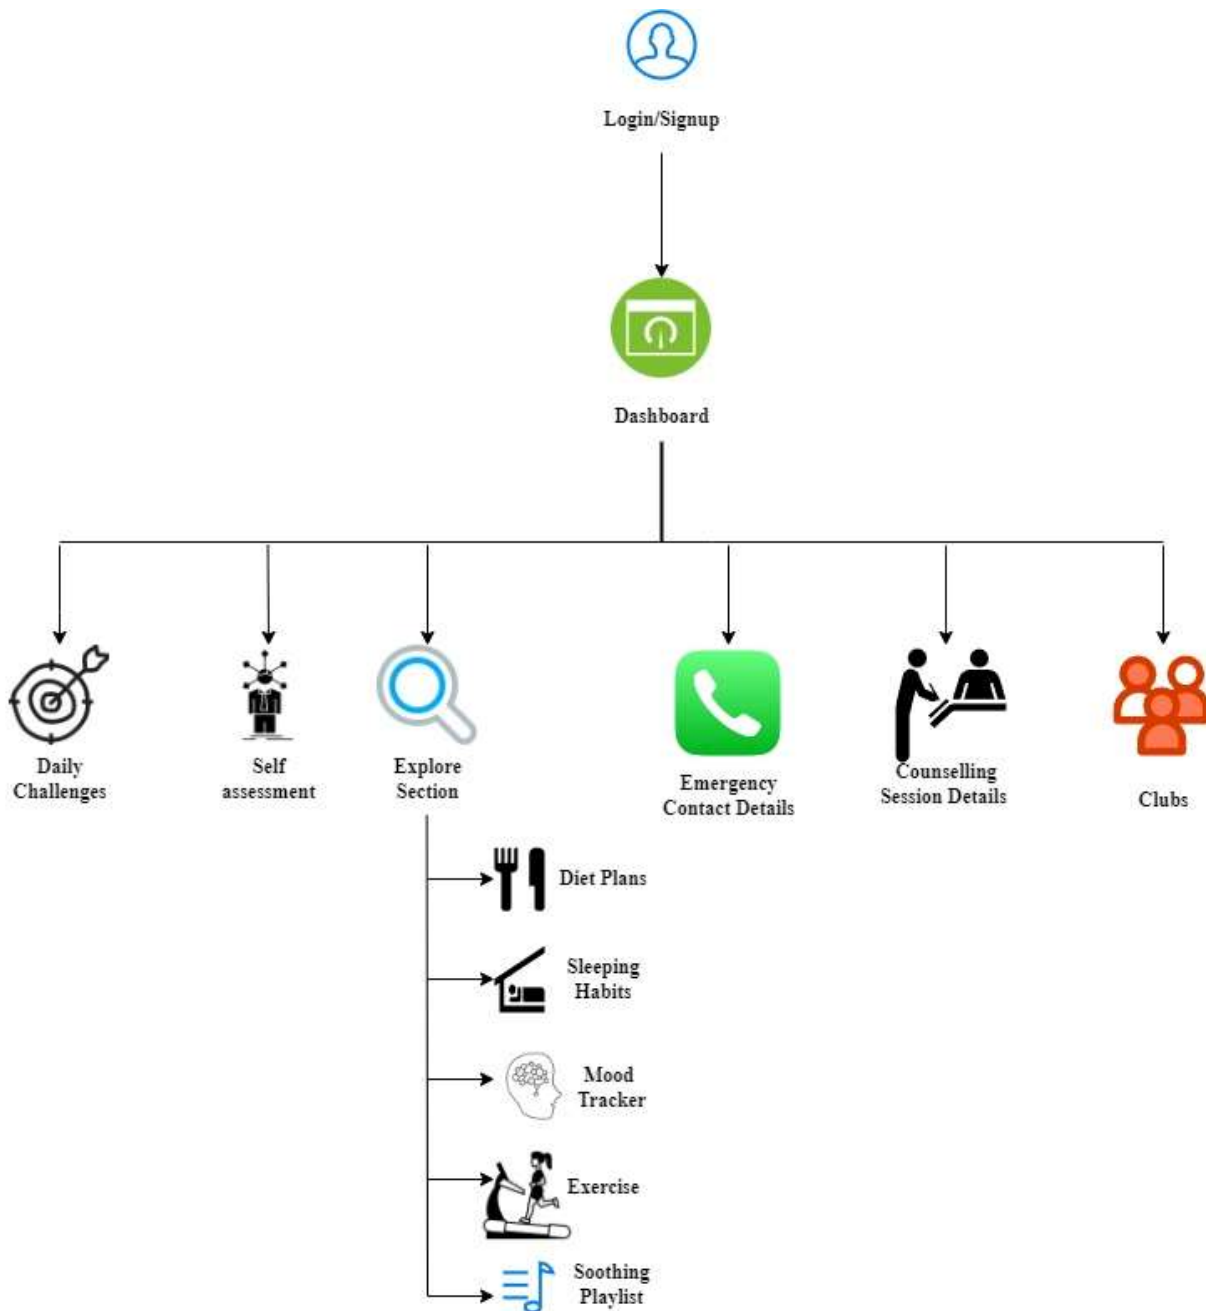 Login/Signup
Dashboard
Daily
Challenges
Self
assessment
Explore
Section
Emergency
Contact Details
Counselling
Session Details
Clubs
Diet Plans
Sleeping
Habits
Mood
Tracker
Exercise
Soothing
Playlist